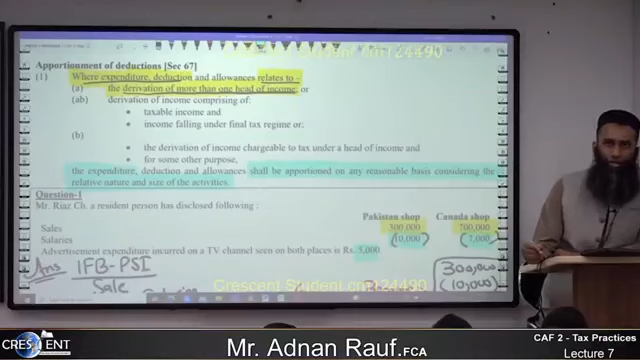 Crescent Student cmr 24490
Apportionment of deductions [Sec 67]
(1) Where expenditure, deduction and allowances relates to –
(a) the derivation of more than one head of income; or
(ab) derivation of income comprising of:
• taxable income and
• income falling under final tax regime or;
(b)
• the derivation of income chargeable to tax under a head of income and
• for some other purpose,
the expenditure, deduction and allowances shall be apportioned on any reasonable basis considering the
relative nature and size of the activities.
Question-1
Mr. Riaz Ch. a resident person has disclosed following :
Pakistan shop Canada shop
Sales 300,000 700,000
Salaries (10,000) (7,000)
Advertisement expenditure incurred on a TV channel seen on both places is Rs. 5,000
Ans IFB-PSI
Sale
300,000
(10,000)
Crescent Student cmr 24490
CRESCENT
Mr. Adnan Rauf.FCA
CAF 2 - Tax Practices
Lecture 7